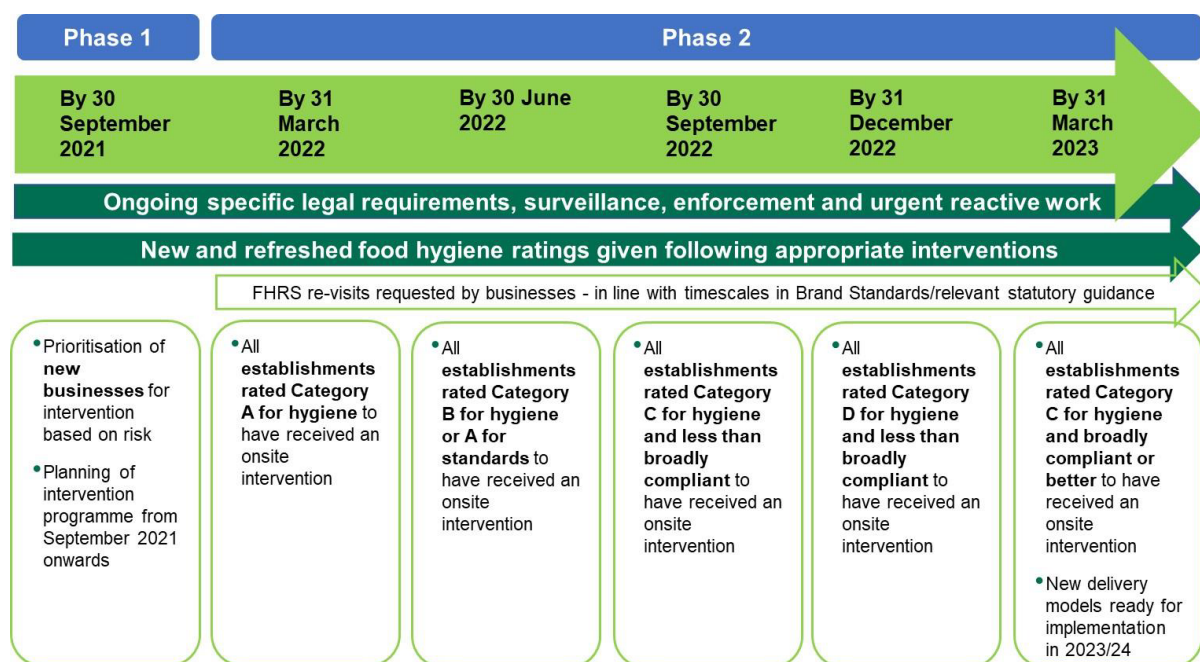 Phase 1
Phase 2
By 30
September
2021
By 31
March
2022
By 30 June
2022
By 30
September
2022
By 31
December
2022
By 31
March
2023
Ongoing specific legal requirements, surveillance, enforcement and urgent reactive work
New and refreshed food hygiene ratings given following appropriate interventions
FHRS re-visits requested by businesses - in line with timescales in Brand Standards/relevant statutory guidance
•Prioritisation of
new
businesses for
intervention
based on risk
•Planning of
intervention
programme from
September 2021
onwards
•All
establishments
rated Category
A for hygiene to
have received an
onsite
intervention
•All
establishments
rated Category
B for hygiene
or A for
standards to
have received an
onsite
intervention
•All
establishments
rated Category
C for hygiene
and less than
broadly
compliant to
have received an
onsite
intervention
•All
establishments
rated Category
D for hygiene
and less than
broadly
compliant to
have received an
onsite
intervention
•All
establishments
rated Category
C for hygiene
and broadly
compliant or
better to have
received an
onsite
intervention
•New delivery
models ready for
implementation
in 2023/24